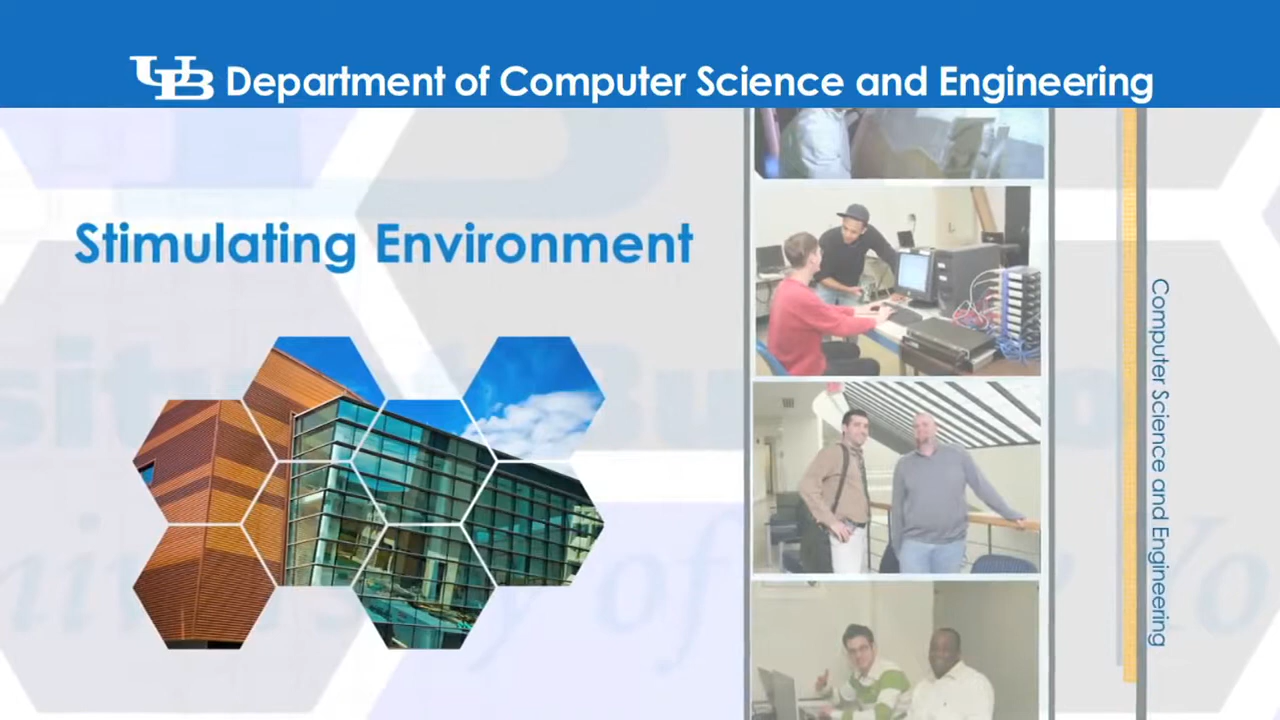 UB Department of Computer Science and Engineering
Stimulating Environment
Computer Science and Engineering